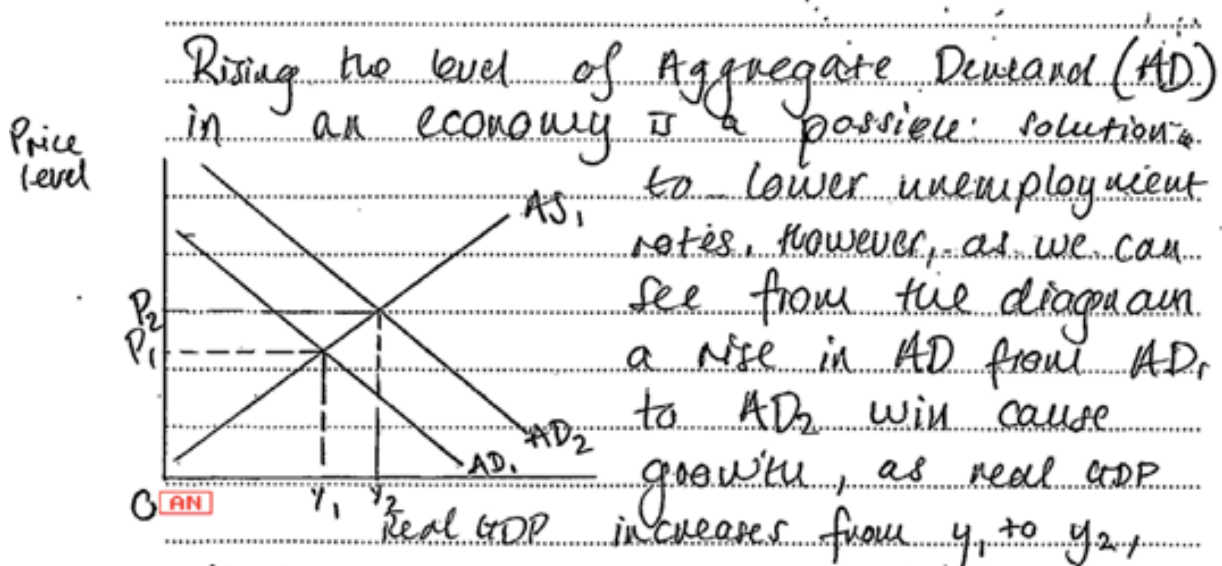 Rising the level of Aggregate Demand (AD)
in an economy is a possible solution
Price
level
to lower unemployment
rates. However, as we can
see from the diagram
a rise in AD from AD1
to AD2 will cause
growth, as real GDP
increases from y1 to y2,
AS1
P2
P1
AD2
AD1
O AN
Y1 Y2
Real GDP